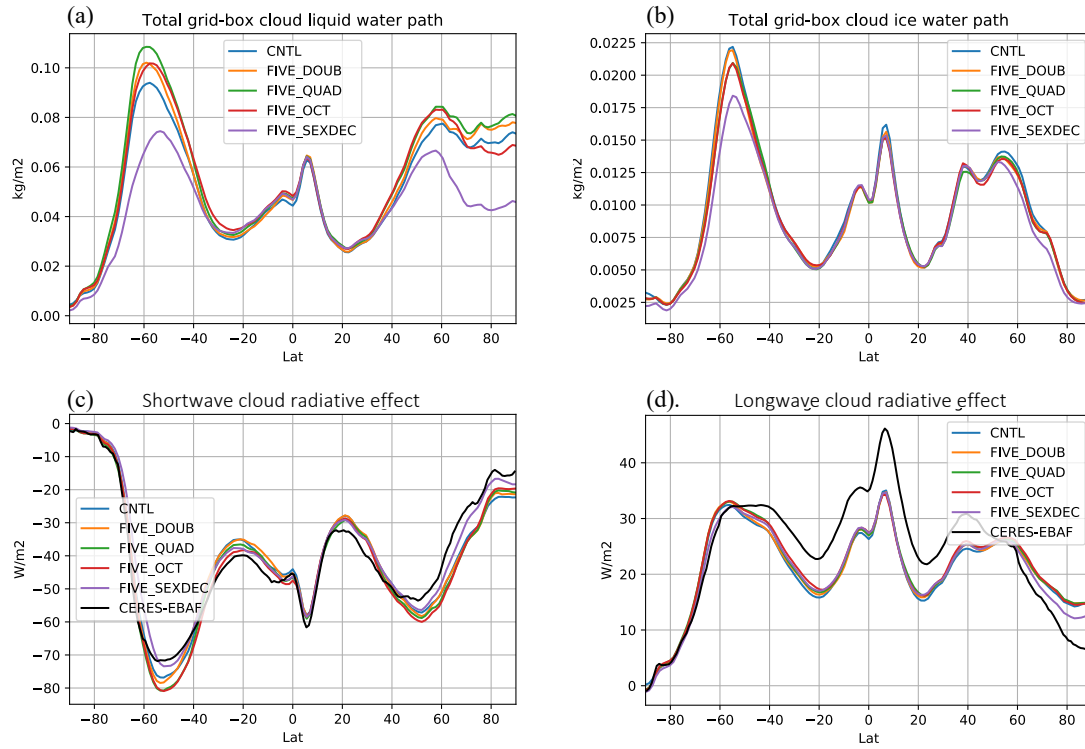 (a) Total grid-box cloud liquid water path
kg/m2
0.10
0.08
0.06
0.04
0.02
0.00
CNTL
FIVE_DOUB
FIVE_QUAD
FIVE_OCT
FIVE_SEXDEC
−80 −60 −40 −20 0 20 40 60 80
Lat
(b) Total grid-box cloud ice water path
kg/m2
0.0225
0.0200
0.0175
0.0150
0.0125
0.0100
0.0075
0.0050
0.0025
CNTL
FIVE_DOUB
FIVE_QUAD
FIVE_OCT
FIVE_SEXDEC
−80 −60 −40 −20 0 20 40 60 80
Lat
(c) Shortwave cloud radiative effect
W/m2
0
−10
−20
−30
−40
−50
−60
−70
−80
CNTL
FIVE_DOUB
FIVE_QUAD
FIVE_OCT
FIVE_SEXDEC
CERES-EBAF
−80 −60 −40 −20 0 20 40 60 80
Lat
(d). Longwave cloud radiative effect
W/m2
40
30
20
10
0
CNTL
FIVE_DOUB
FIVE_QUAD
FIVE_OCT
FIVE_SEXDEC
CERES-EBAF
−80 −60 −40 −20 0 20 40 60 80
Lat